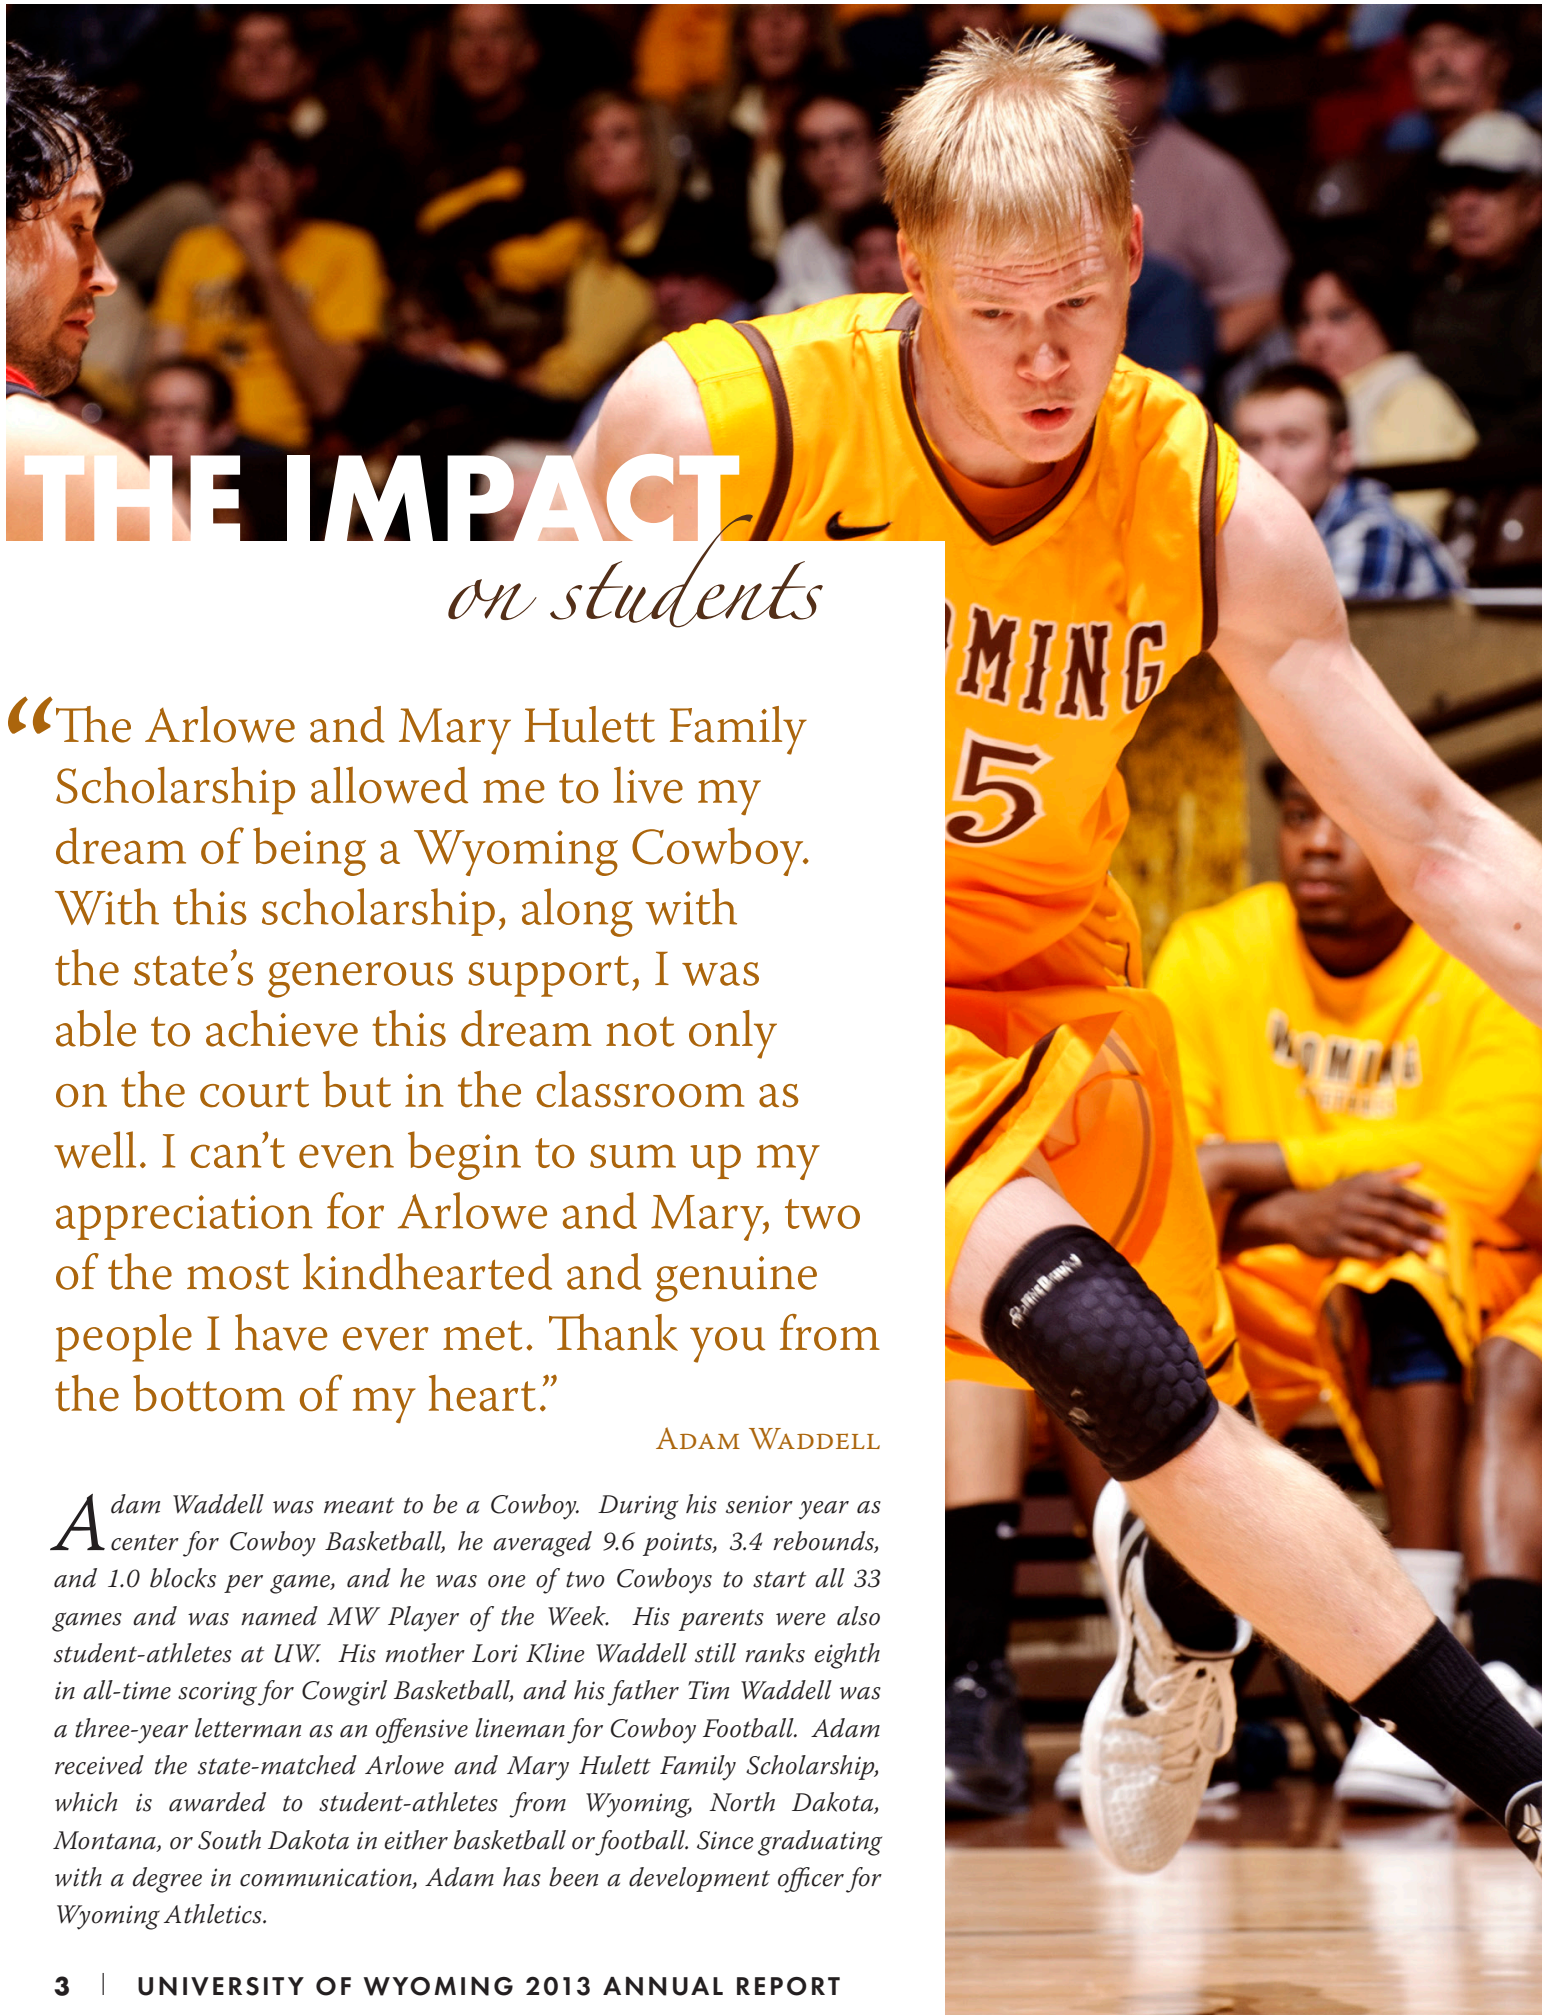 THE IMPACT
on students
“The Arlowe and Mary Hulett Family
Scholarship allowed me to live my
dream of being a Wyoming Cowboy.
With this scholarship, along with
the state’s generous support, I was
able to achieve this dream not only
on the court but in the classroom as
well. I can’t even begin to sum up my
appreciation for Arlowe and Mary, two
of the most kindhearted and genuine
people I have ever met. Thank you from
the bottom of my heart.”
Adam Waddell
Adam Waddell was meant to be a Cowboy. During his senior year as
center for Cowboy Basketball, he averaged 9.6 points, 3.4 rebounds,
and 1.0 blocks per game, and he was one of two Cowboys to start all 33
games and was named MW Player of the Week. His parents were also
student-athletes at UW. His mother Lori Kline Waddell still ranks eighth
in all-time scoring for Cowgirl Basketball, and his father Tim Waddell was
a three-year letterman as an offensive lineman for Cowboy Football. Adam
received the state-matched Arlowe and Mary Hulett Family Scholarship,
which is awarded to student-athletes from Wyoming, North Dakota,
Montana, or South Dakota in either basketball or football. Since graduating
with a degree in communication, Adam has been a development officer for
Wyoming Athletics.
3 | UNIVERSITY OF WYOMING 2013 ANNUAL REPORT
OMING
5